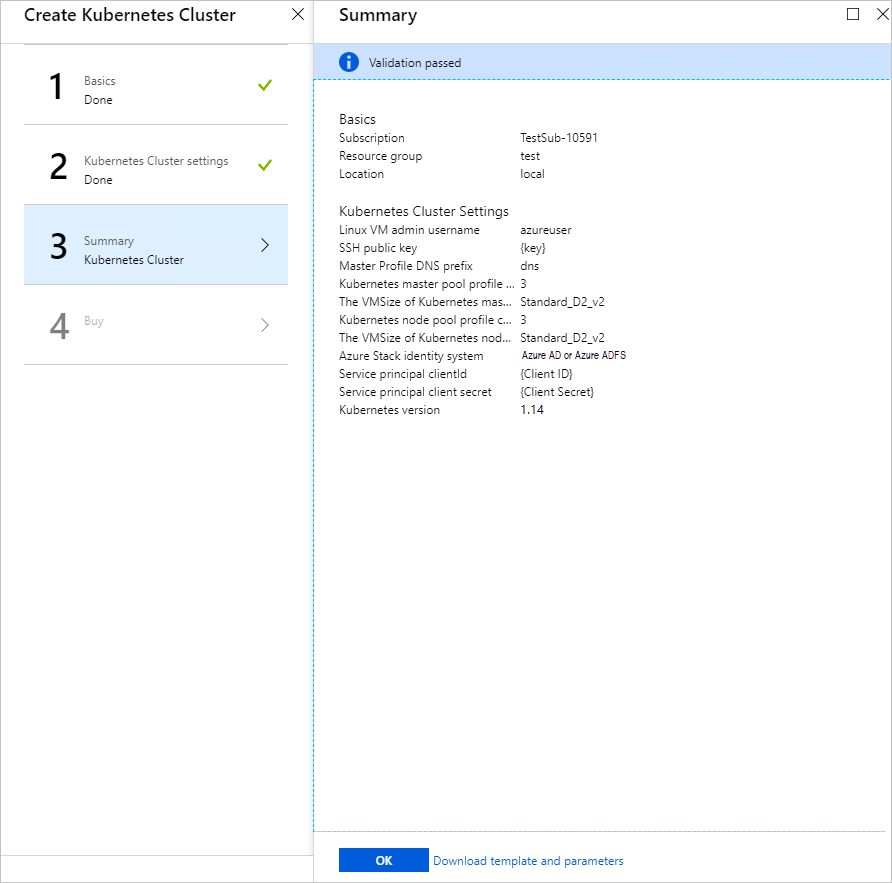 Create Kubernetes Cluster
1
Basics
Done
2
Kubernetes Cluster settings
Done
3
Summary
Kubernetes Cluster
4
Buy
Summary
Validation passed
Basics
Subscription TestSub-10591
Resource group test
Location local
Kubernetes Cluster Settings
Linux VM admin username azureuser
SSH public key {key}
Master Profile DNS prefix dns
Kubernetes master pool profile ... 3
The VMSize of Kubernetes mas... Standard_D2_v2
Kubernetes node pool profile c... 3
The VMSize of Kubernetes nod... Standard_D2_v2
Azure Stack identity system Azure AD or Azure ADFS
Service principal clientId {Client ID}
Service principal client secret {Client Secret}
Kubernetes version 1.14
OK Download template and parameters